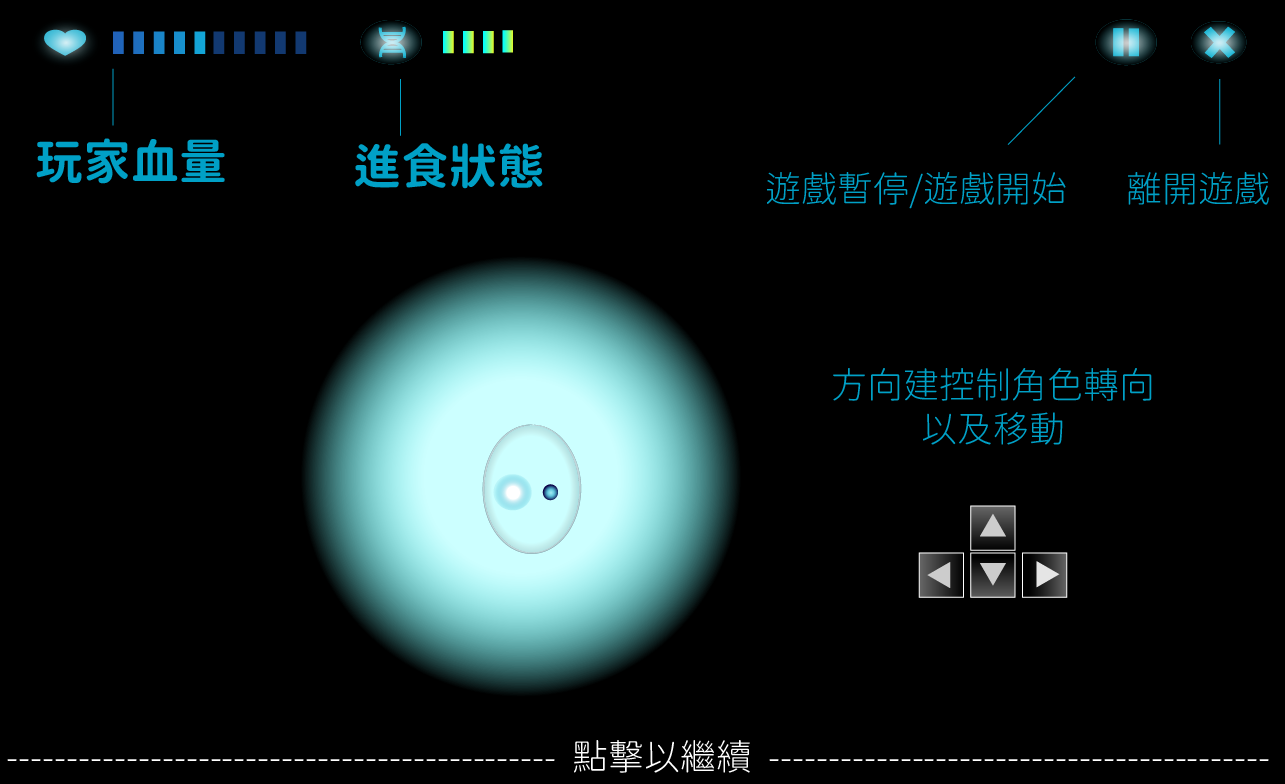 玩家血量
進食狀態
遊戲暫停/遊戲開始
離開遊戲
方向建控制角色轉向
以及移動
點擊以繼續